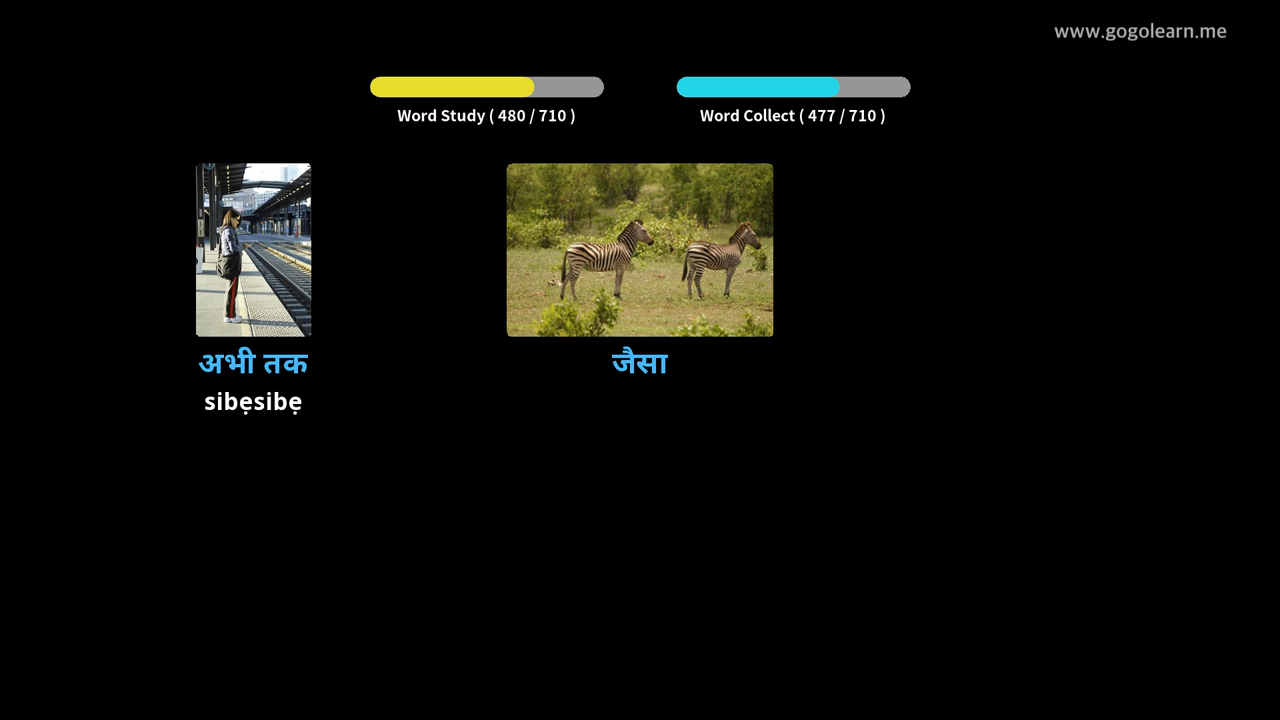 www.gogolearn.me
Word Study ( 480 / 710 )
Word Collect ( 477 / 710 )
अभी तक
sibẹsibẹ
जैसा